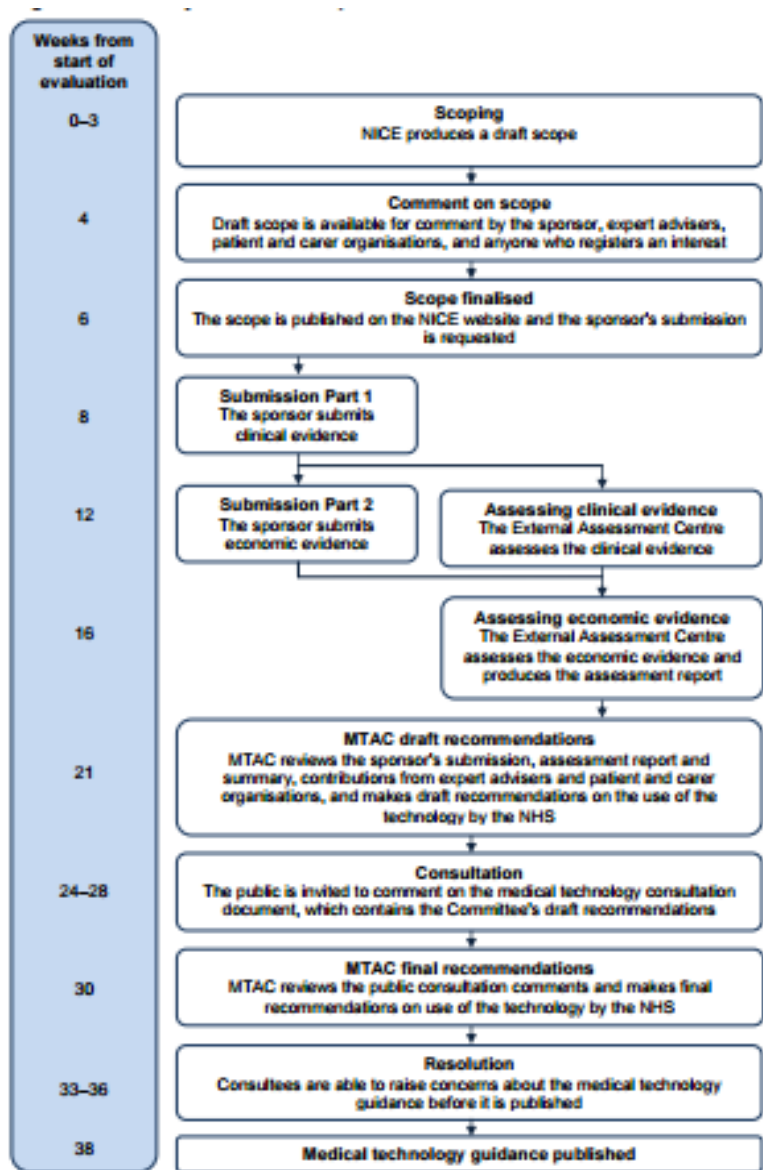 Weeks from
start of
evaluation
0–3
Scoping
NICE produces a draft scope
4
Comment on scope
Draft scope is available for comment by the sponsor, expert advisers,
patient and carer organisations, and anyone who registers an interest
6
Scope finalised
The scope is published on the NICE website and the sponsor's submission
is requested
8
Submission Part 1
The sponsor submits
clinical evidence
12
Submission Part 2
The sponsor submits
economic evidence
Assessing clinical evidence
The External Assessment Centre
assesses the clinical evidence
16
Assessing economic evidence
The External Assessment Centre
assesses the economic evidence and
produces the assessment report
21
MTAC draft recommendations
MTAC reviews the sponsor's submission, assessment report and
summary, contributions from expert advisers and patient and carer
organisations, and makes draft recommendations on the use of the
technology by the NHS
24–28
Consultation
The public is invited to comment on the medical technology consultation
document, which contains the Committee's draft recommendations
30
MTAC final recommendations
MTAC reviews the public consultation comments and makes final
recommendations on use of the technology by the NHS
33–36
Resolution
Consultees are able to raise concerns about the medical technology
guidance before it is published
38
Medical technology guidance published